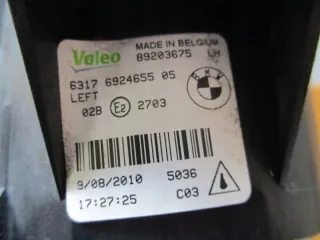 Valeo MADE IN BELGIUM
89203675 LH
6317 6924655 05
LEFT
02B E2 2703
9/08/2010 5036
17:27:25 C03